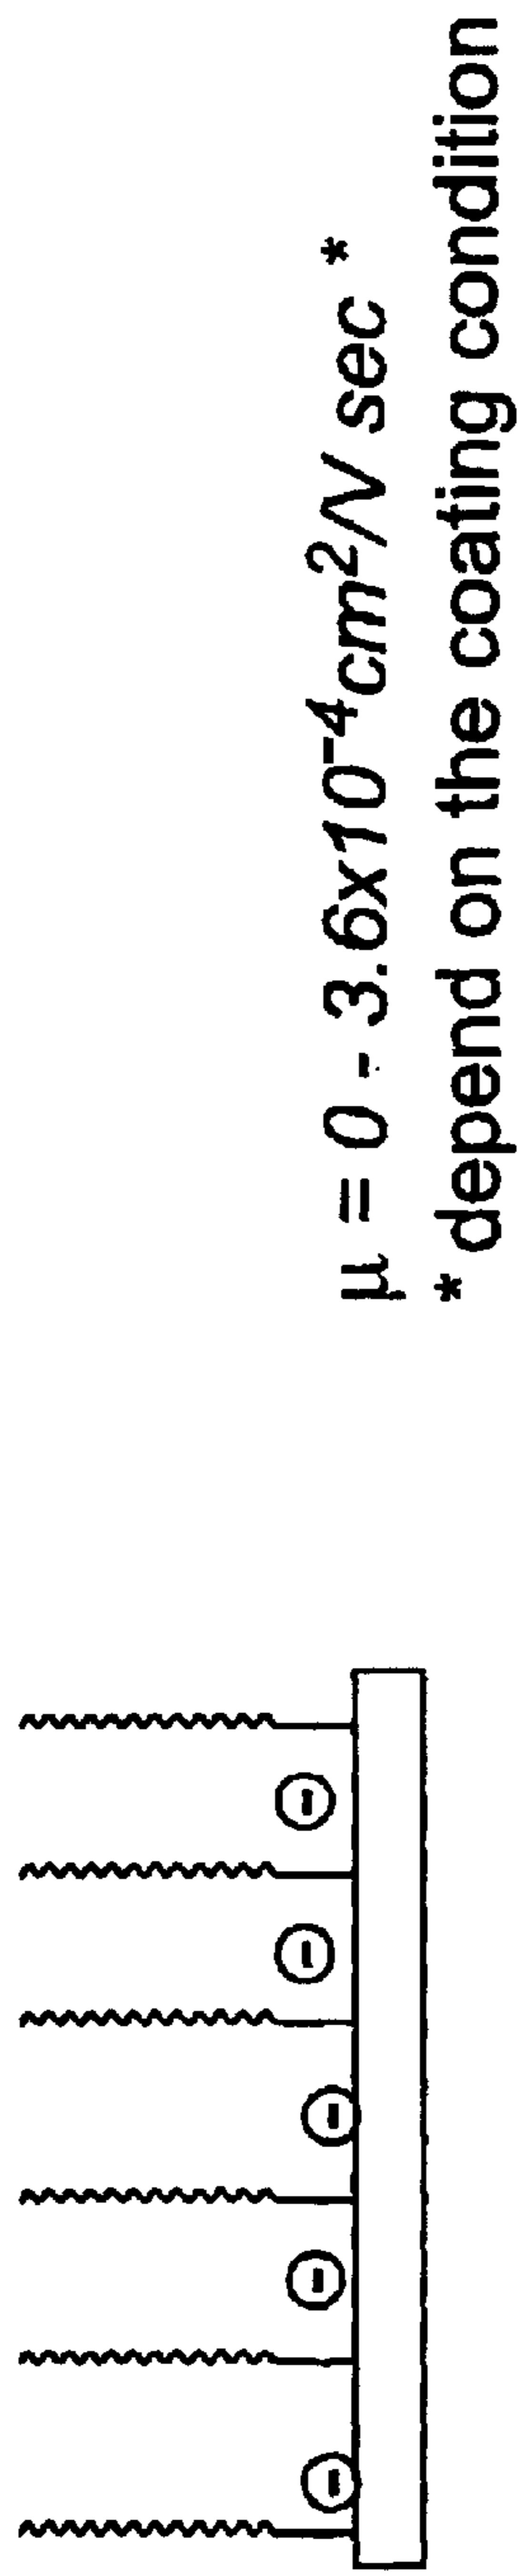 μ = 0 - 3.6x10⁻⁴cm²/V sec *
* depend on the coating condition